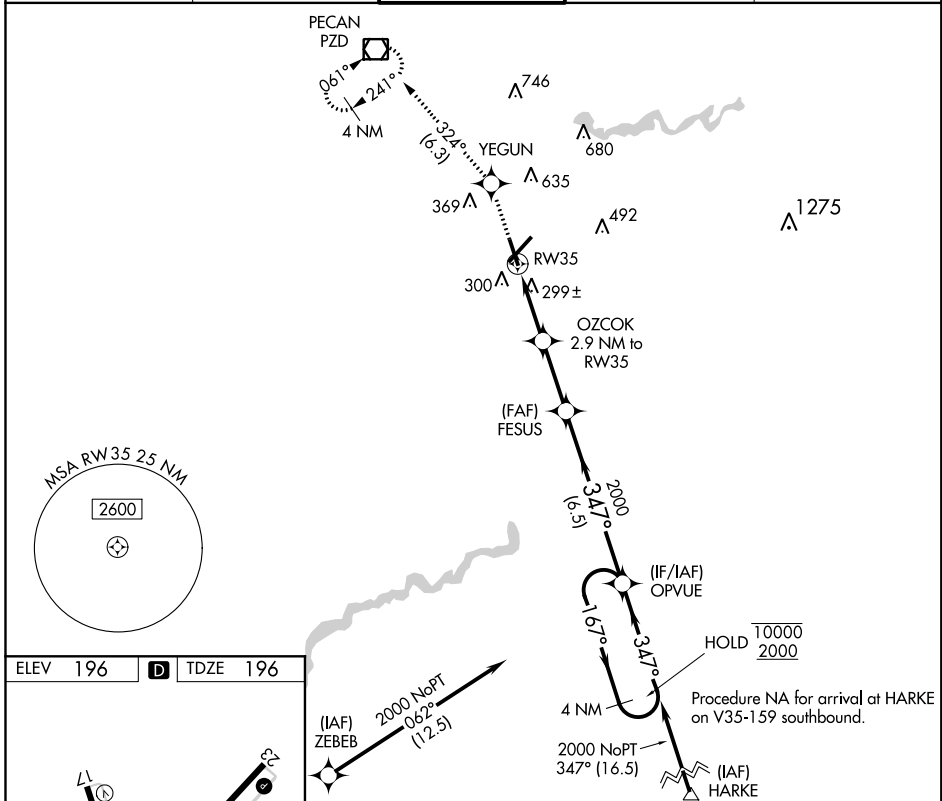 PECAN
PZD
061°
241°
4 NM
324°
(6.3)
746
680
YEGUN
635
369
492
1275
RW35
300
299±
OZCOK
2.9 NM to
RW35
(FAF)
FESUS
2000
347°
(6.5)
MSA RW35 25 NM
2600
(IF/IAF)
OPVUE
167°
347°
HOLD
10000
2000
4 NM
Procedure NA for arrival at HARKE
on V35-159 southbound.
2000 NoPT
347° (16.5)
(IAF)
HARKE
2000 NoPT
062°
(12.5)
(IAF)
ZEBEB
ELEV 196 D TDZE 196
17
V
23
P